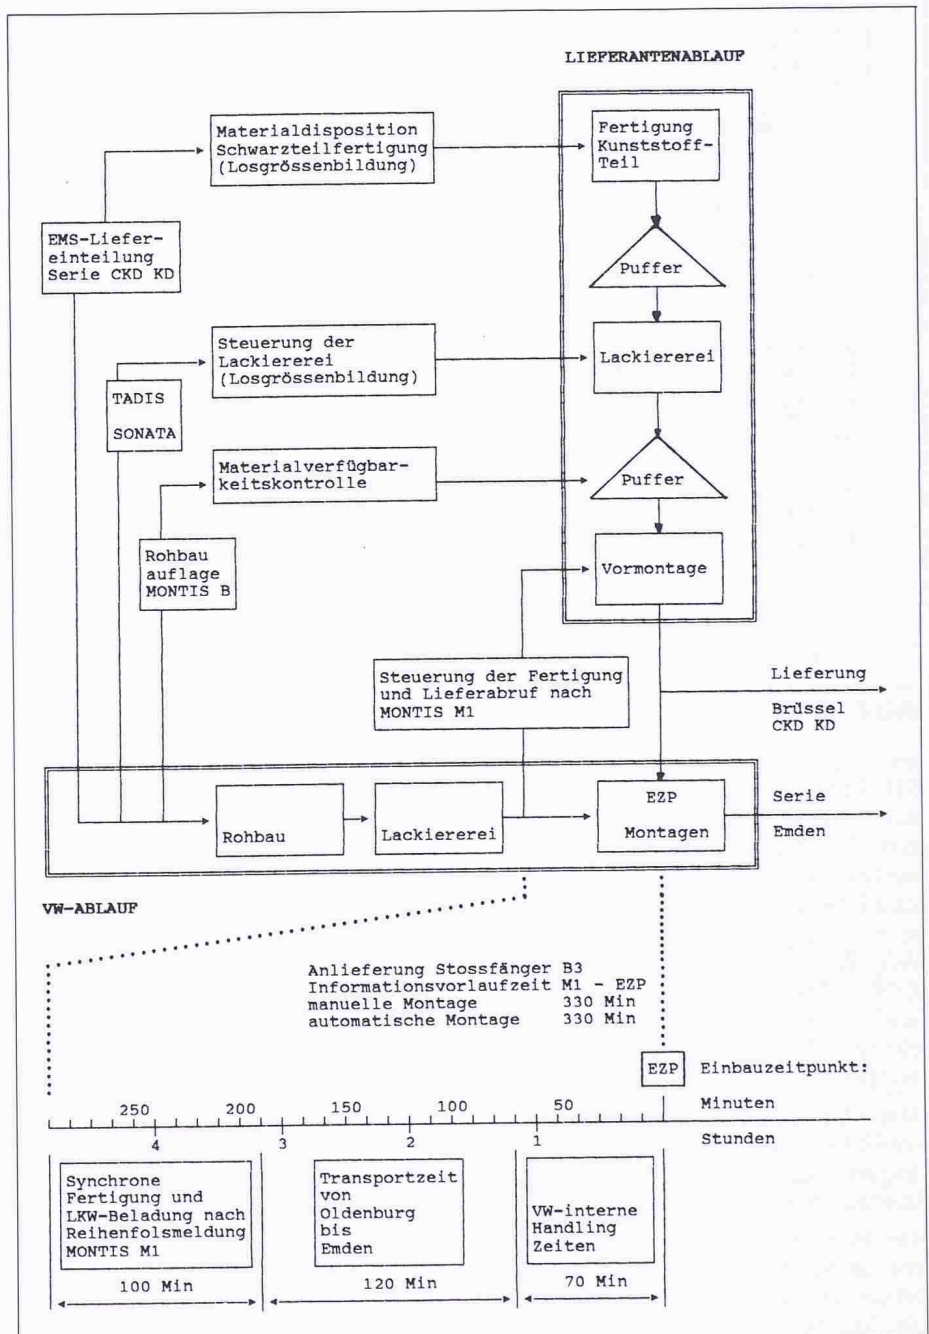 LIEFERANTENABLAUF
Materialdisposition
Schwarzteilfertigung
(Losgrössenbildung)
Fertigung
Kunststoff-
Teil
EMS-Liefer-
einteilung
Serie CKD KD
Puffer
Steuerung der
Lackiererei
(Losgrössenbildung)
Lackiererei
TADIS
SONATA
Materialverfügbar-
keitskontrolle
Puffer
Rohbau
auflage
MONTIS B
Vormontage
Steuerung der Fertigung
und Lieferabruf nach
MONTIS M1
Lieferung
Brüssel
CKD KD
Rohbau
Lackiererei
EZP
Montagen
Serie
Emden
VW-ABLAUF
Anlieferung Stossfänger B3
Informationsvorlaufzeit M1 - EZP
manuelle Montage 330 Min
automatische Montage 330 Min
EZP Einbauzeitpunkt:
250 200 150 100 50 Minuten
4 3 2 1 Stunden
Synchrone
Fertigung und
LKW-Beladung nach
Reihenfolsmeldung
MONTIS M1
Transportzeit
von
Oldenburg
bis
Emden
VW-interne
Handling
Zeiten
100 Min 120 Min 70 Min